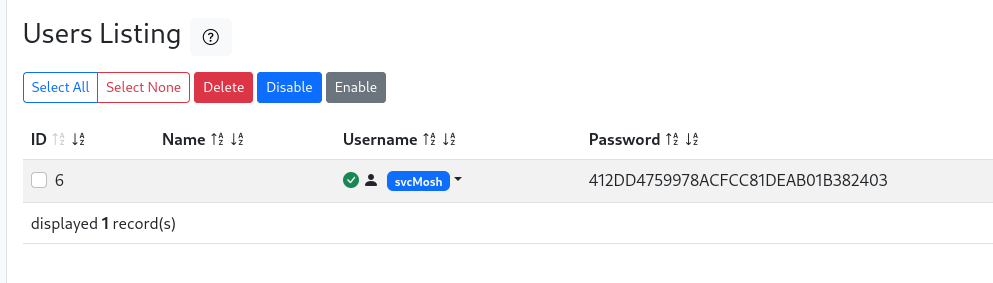 Users Listing
Select All Select None Delete Disable Enable
ID Name Username Password
6 svcMosh 412DD4759978ACFCC81DEAB01B382403
displayed 1 record(s)